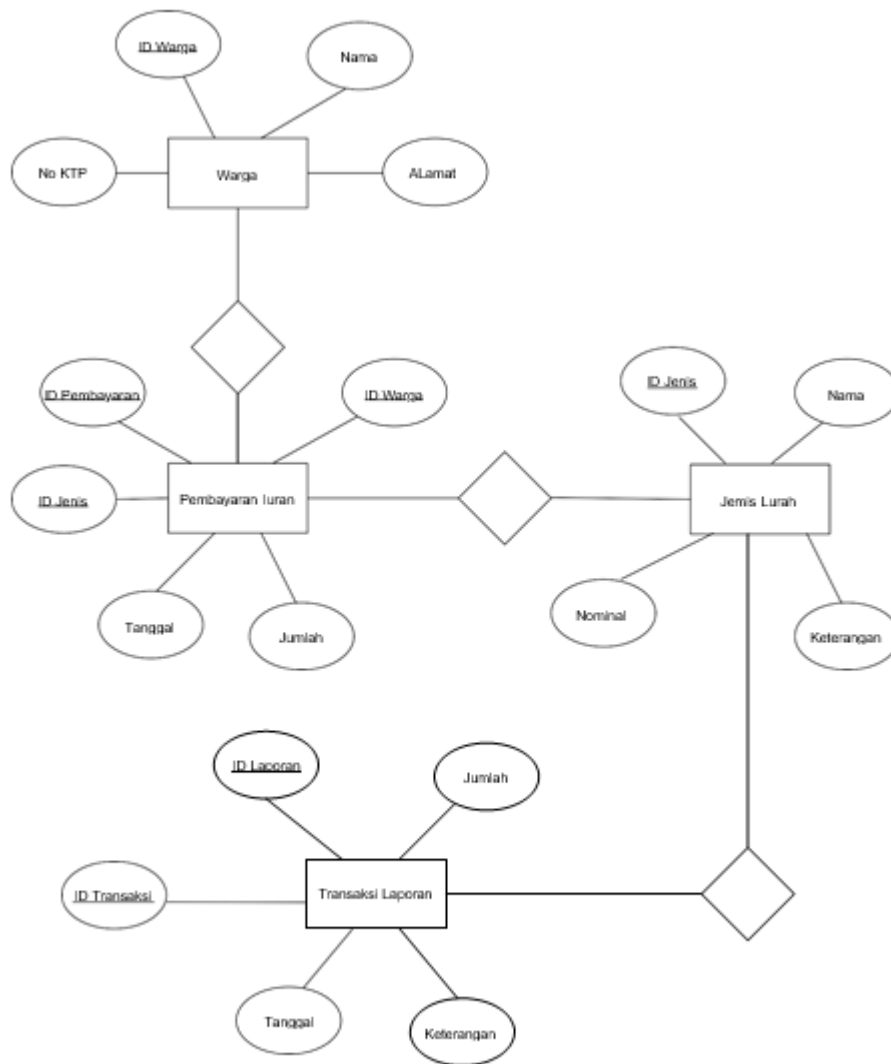 ID Warga
Nama
No KTP
Warga
ALamat
ID Pembayaran
ID Warga
ID Jenis
Nama
ID Jenis
Pembayaran Iuran
Jemis Lurah
Tanggal
Jumlah
Nominal
Keterangan
ID Laporan
Jumlah
ID Transaksi
Transaksi Laporan
Tanggal
Keterangan